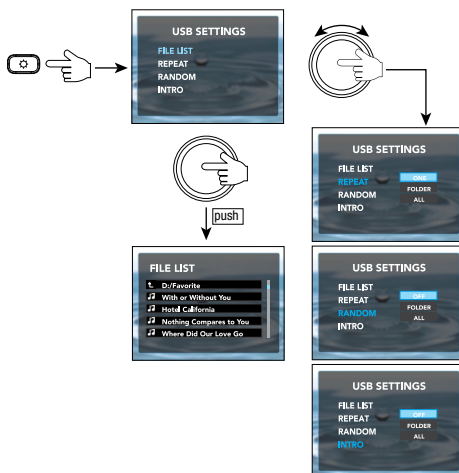 USB SETTINGS
FILE LIST
REPEAT
RANDOM
INTRO
push
FILE LIST
D:/Favorite
With or Without You
Hotel California
Nothing Compares to You
Where Did Our Love Go
USB SETTINGS
FILE LIST
REPEAT ONE
RANDOM FOLDER
INTRO ALL
USB SETTINGS
FILE LIST
REPEAT OFF
RANDOM FOLDER
INTRO ALL
USB SETTINGS
FILE LIST
REPEAT OFF
RANDOM FOLDER
INTRO ALL